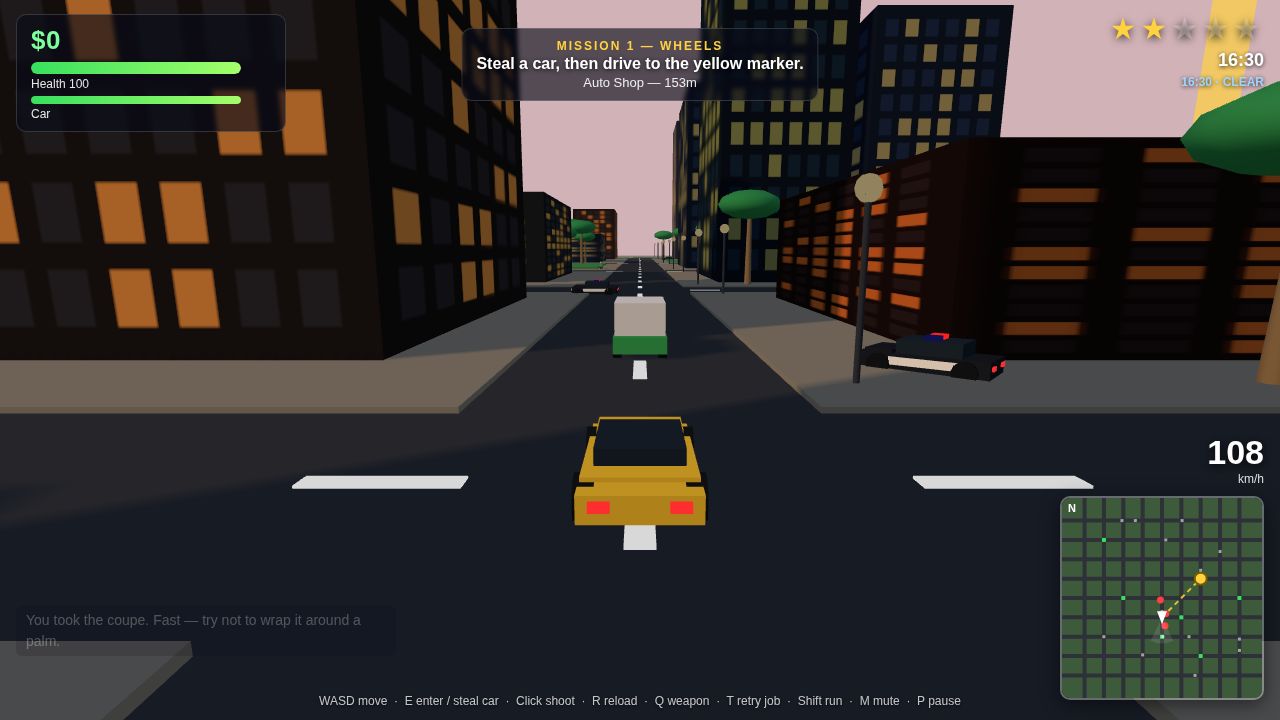 $0
Health 100
Car
MISSION 1 — WHEELS
Steal a car, then drive to the yellow marker.
Auto Shop — 153m
16:30
16:30 · CLEAR
108
km/h
N
You took the coupe. Fast — try not to wrap it around a
palm.
WASD move · E enter / steal car · Click shoot · R reload · Q weapon · T retry job · Shift run · M mute · P pause